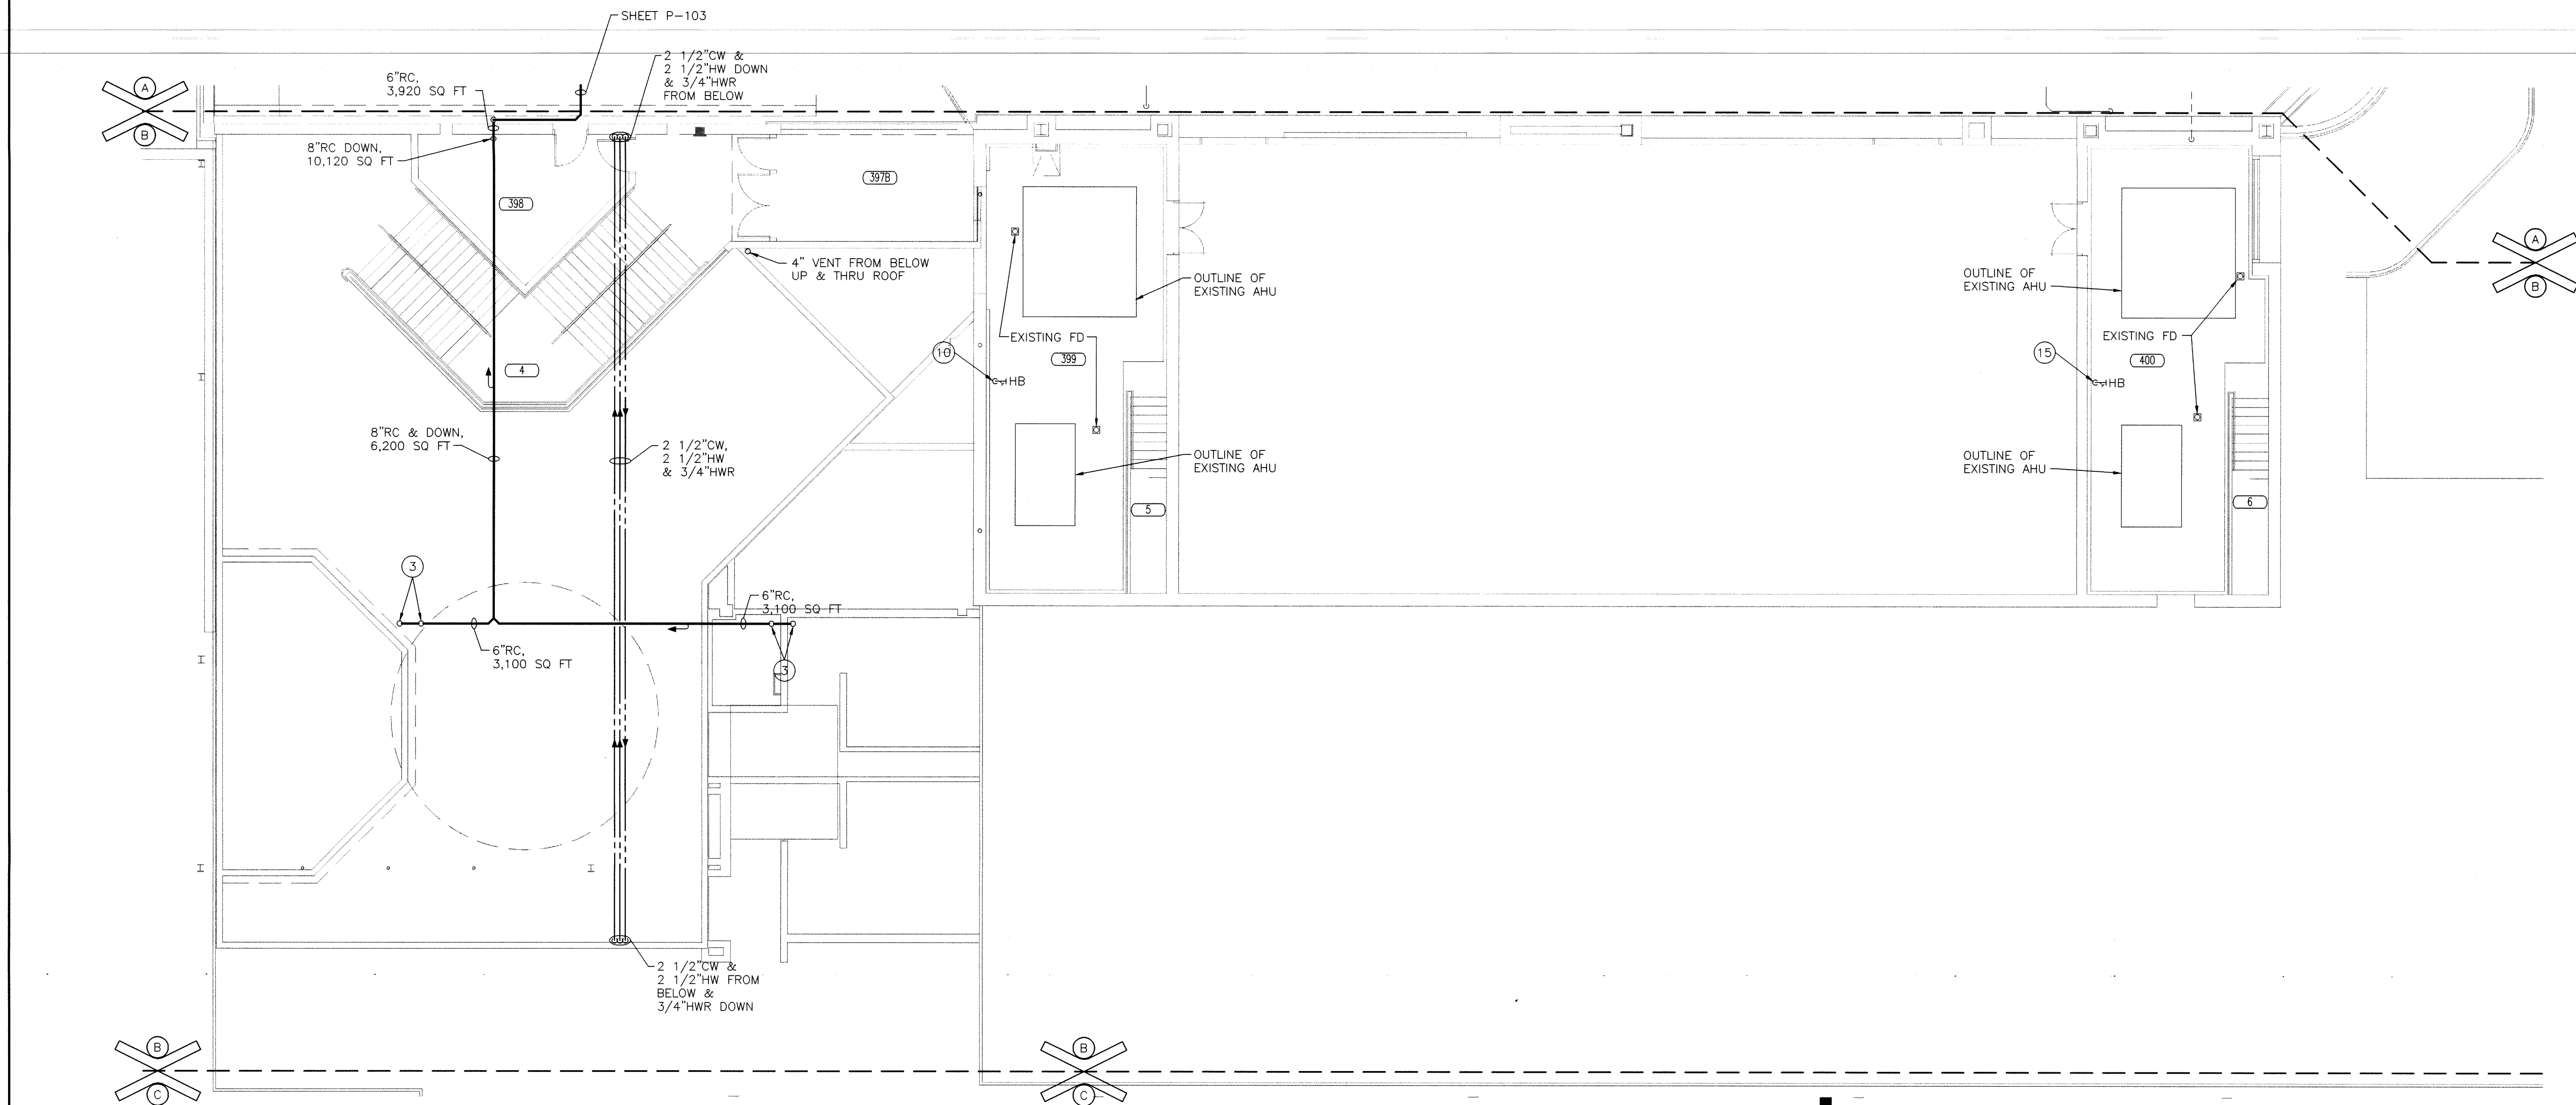 SHEET P-103
2 1/2"CW &
2 1/2"HW DOWN
& 3/4"HWR
FROM BELOW
6"RC,
3,920 SQ FT
A
B
8"RC DOWN,
10,120 SQ FT
397B
398
4" VENT FROM BELOW
UP & THRU ROOF
OUTLINE OF
EXISTING AHU
OUTLINE OF
EXISTING AHU
A
B
EXISTING FD
399
10
HB
EXISTING FD
400
15
HB
4
8"RC & DOWN,
6,200 SQ FT
2 1/2"CW,
2 1/2"HW
& 3/4"HWR
OUTLINE OF
EXISTING AHU
OUTLINE OF
EXISTING AHU
5
6
3
6"RC,
3,100 SQ FT
6"RC,
3,100 SQ FT
3
2 1/2"CW &
2 1/2"HW FROM
BELOW &
3/4"HWR DOWN
B
C
B
C